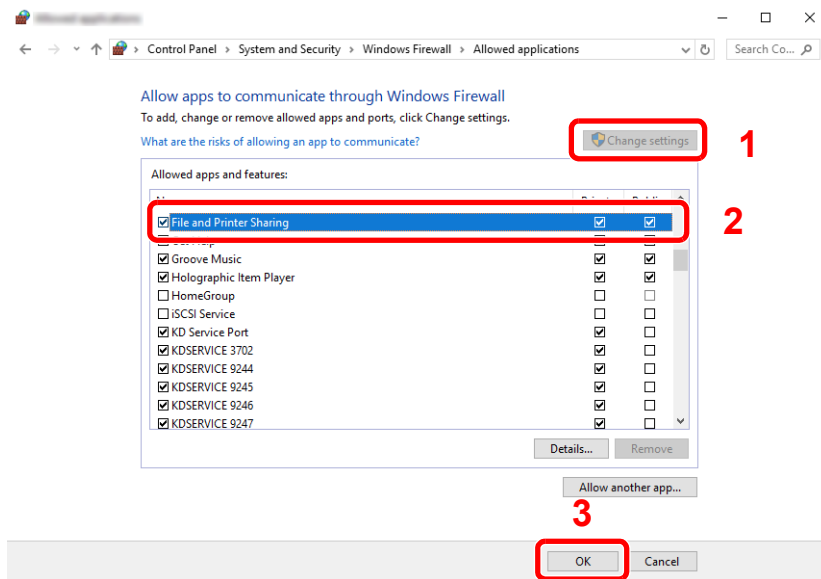 Allowed applications
Control Panel > System and Security > Windows Firewall > Allowed applications
Search Co...
Allow apps to communicate through Windows Firewall
To add, change or remove allowed apps and ports, click Change settings.
What are the risks of allowing an app to communicate?
Change settings
1
Allowed apps and features:
File and Printer Sharing
2
Groove Music
Holographic Item Player
HomeGroup
iSCSI Service
KD Service Port
KDSERVICE 3702
KDSERVICE 9244
KDSERVICE 9245
KDSERVICE 9246
KDSERVICE 9247
Details...
Remove
Allow another app...
3
OK
Cancel